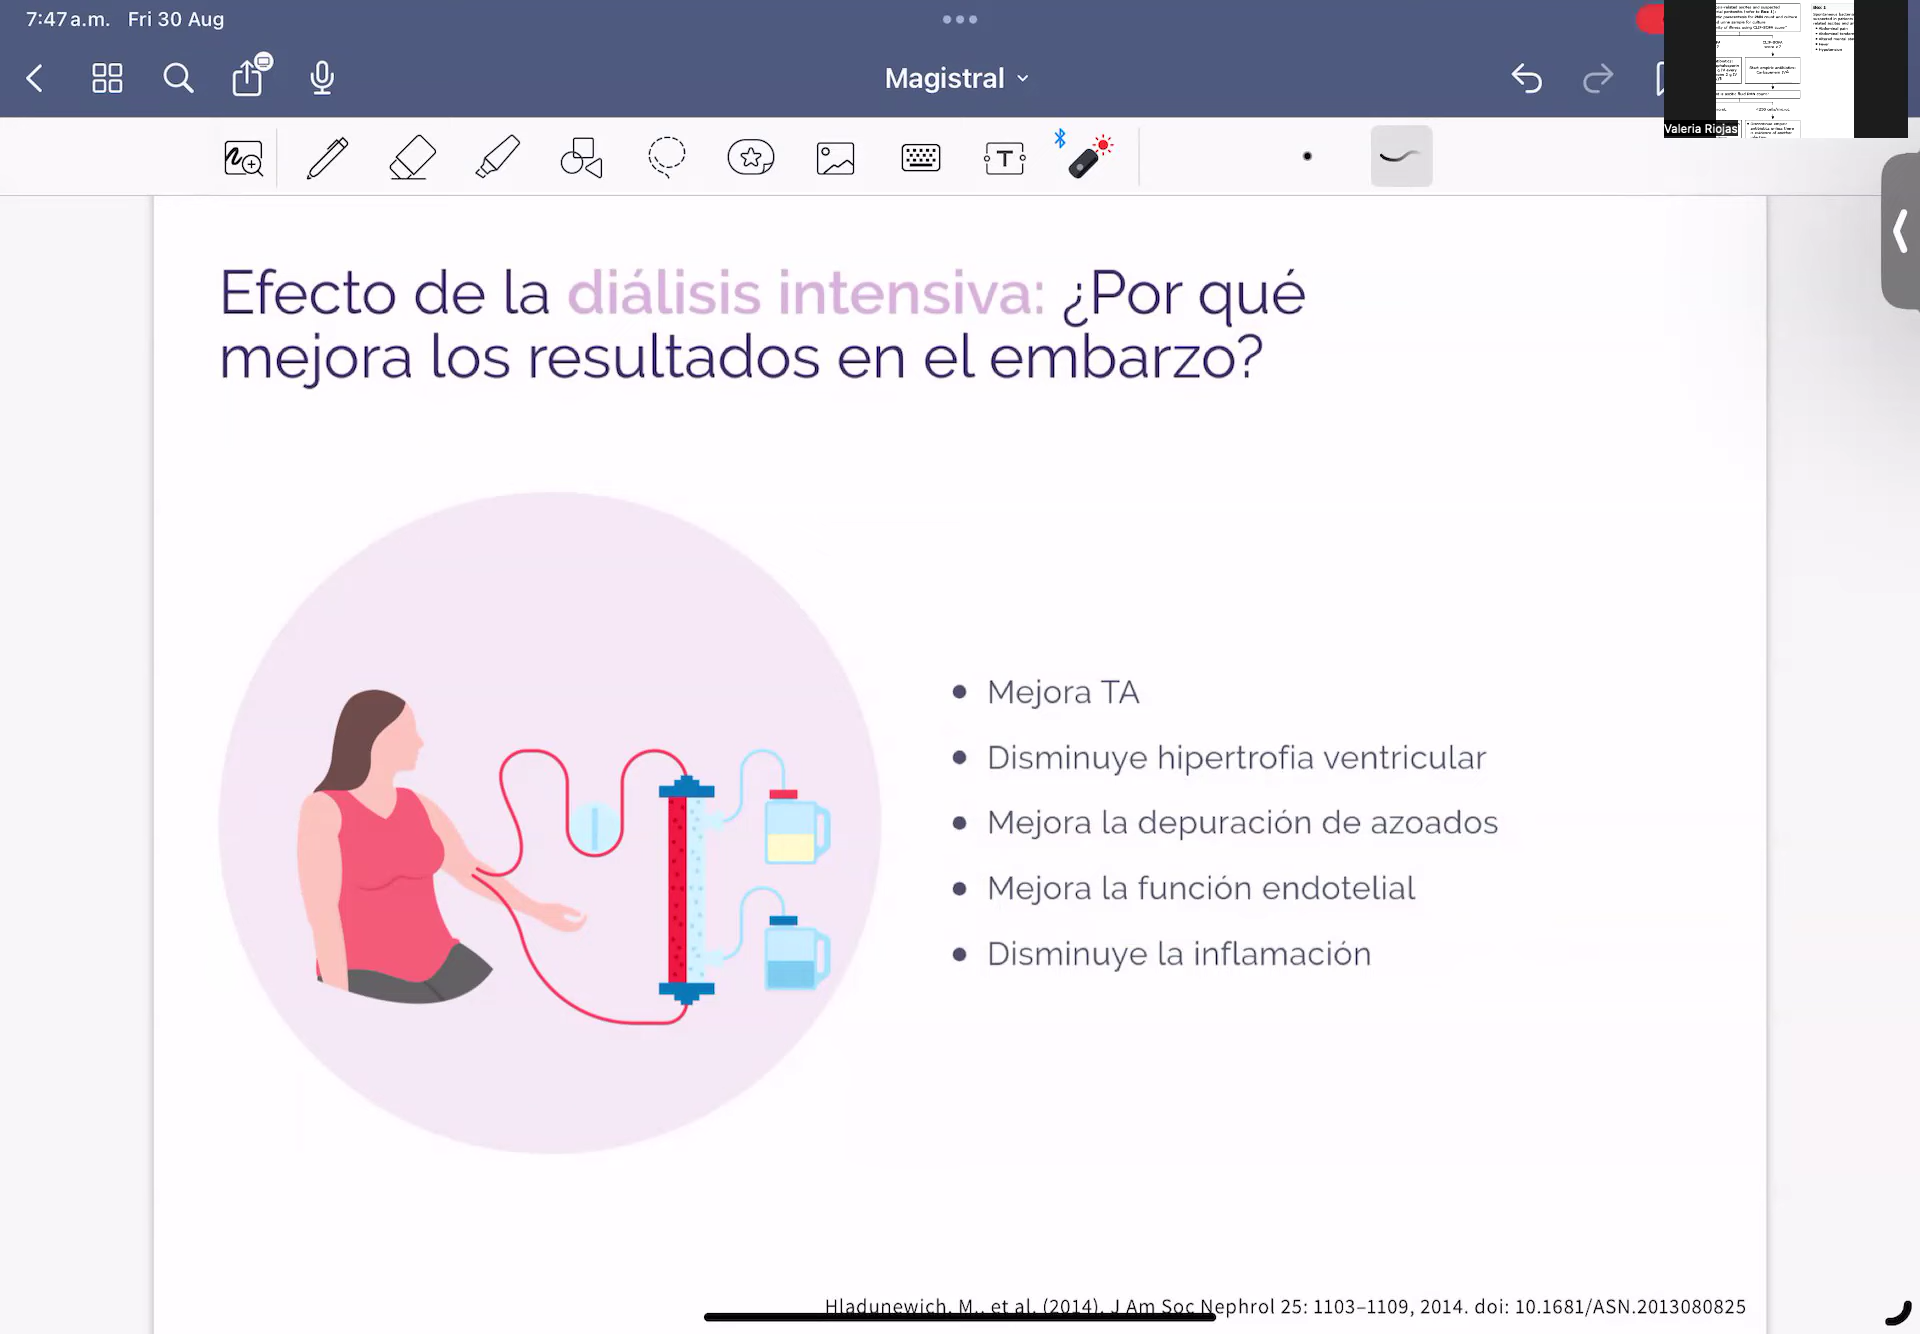 7:47 a.m. Fri 30 Aug
Magistral
Valeria Riojas
T
Efecto de la diálisis intensiva: ¿Por qué
mejora los resultados en el embarzo?
Mejora TA
Disminuye hipertrofia ventricular
Mejora la depuración de azoados
Mejora la función endotelial
Disminuye la inflamación
Hladunewich, M., et al. (2014). J Am Soc Nephrol 25: 1103–1109, 2014. doi: 10.1681/ASN.2013080825